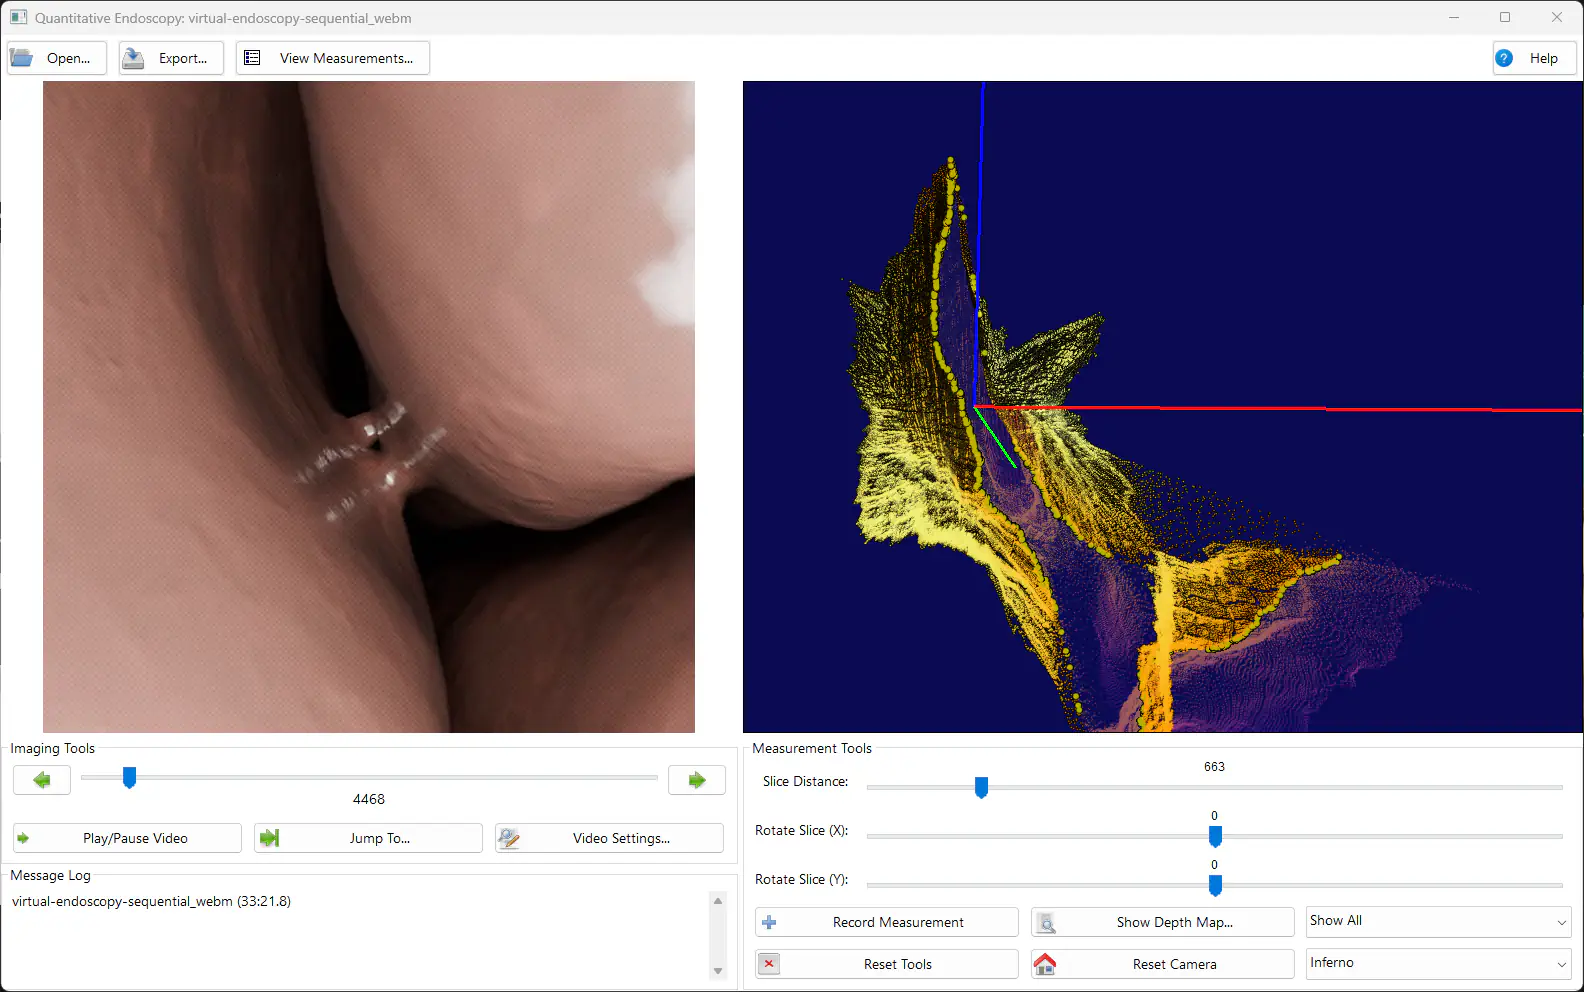 Quantitative Endoscopy: virtual-endoscopy-sequential_webm
Open...
Export...
View Measurements...
Help
Imaging Tools
4468
Play/Pause Video
Jump To...
Video Settings...
Message Log
virtual-endoscopy-sequential_webm (33:21.8)
Measurement Tools
663
Slice Distance:
0
Rotate Slice (X):
0
Rotate Slice (Y):
Record Measurement
Show Depth Map...
Show All
Reset Tools
Reset Camera
Inferno